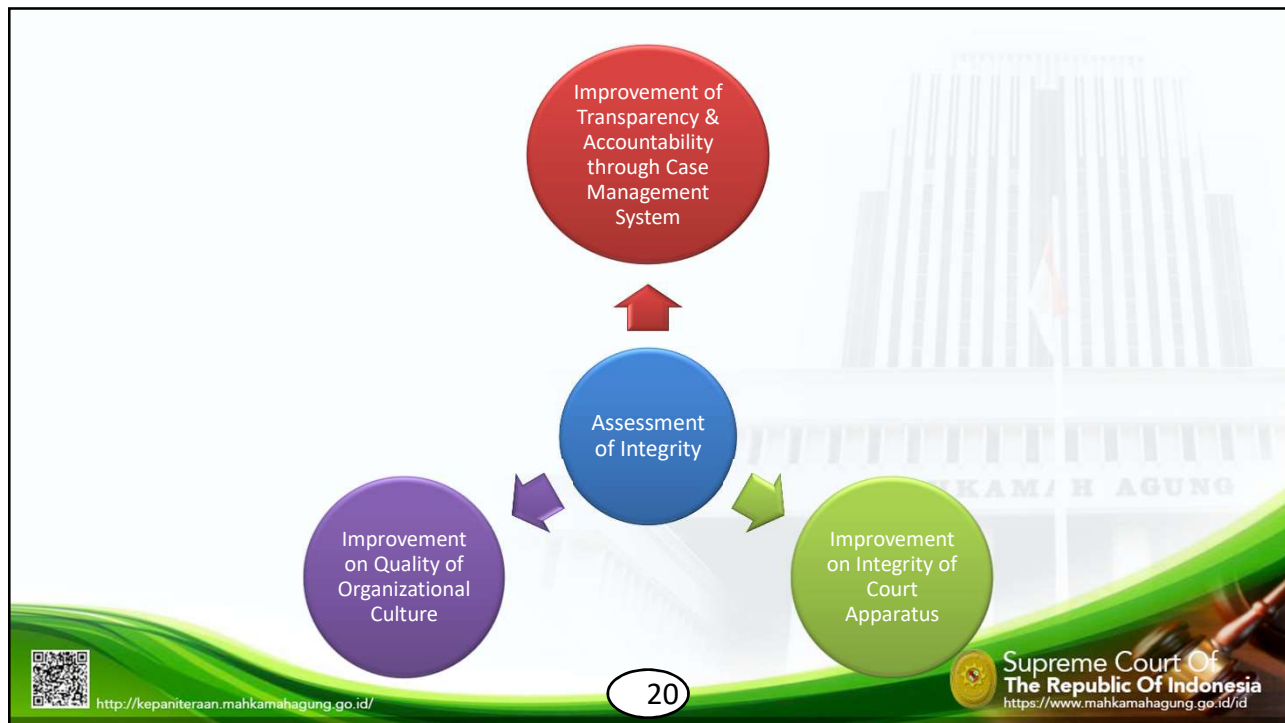 Improvement of
Transparency &
Accountability
through Case
Management
System
Assessment
of Integrity
Improvement
on Quality of
Organizational
Culture
Improvement
on Integrity of
Court
Apparatus
KAMA H AGUNG
http://kepaniteraan.mahkamahagung.go.id/
20
Supreme Court Of
The Republic Of Indonesia
https://www.mahkamahagung.go.id/id